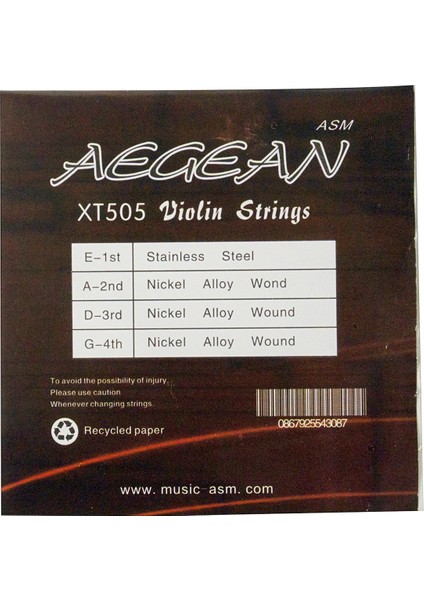 ASM
AEGEAN
XT505 Violin Strings
E-1st Stainless Steel
A-2nd Nickel Alloy Wond
D-3rd Nickel Alloy Wound
G-4th Nickel Alloy Wound
To avoid the possibility of injury,
Please use caution
Whenever changing strings.
Recycled paper
0867925543087
www.music-asm.com